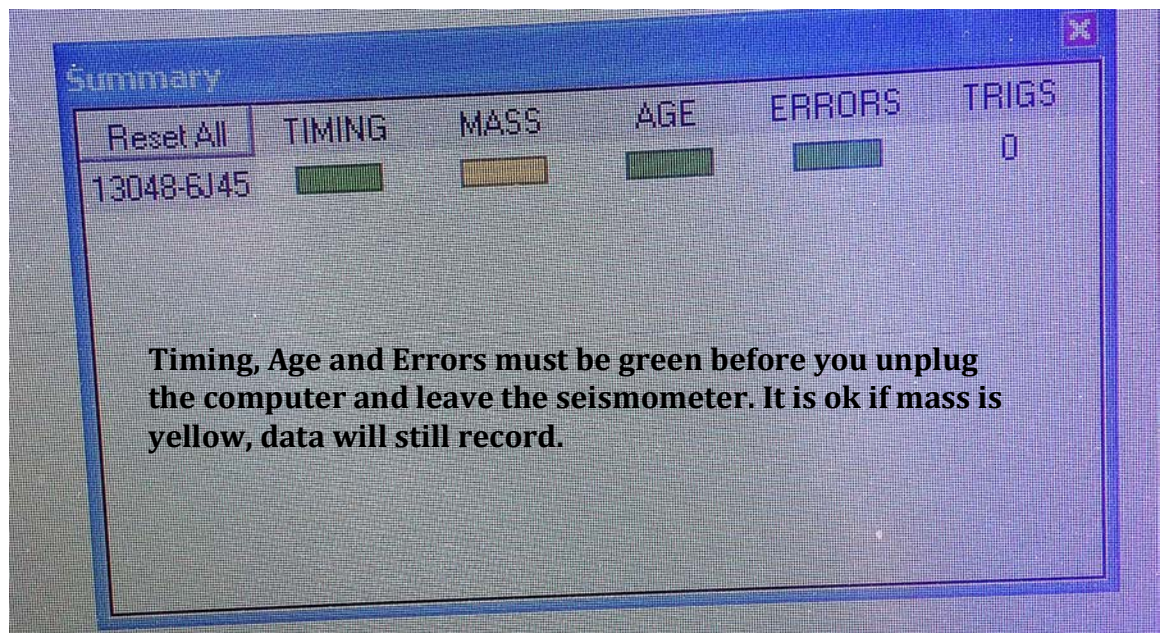 Summary
Reset All TIMING MASS AGE ERRORS TRIGS
13048-6J45 0
Timing, Age and Errors must be green before you unplug
the computer and leave the seismometer. It is ok if mass is
yellow, data will still record.